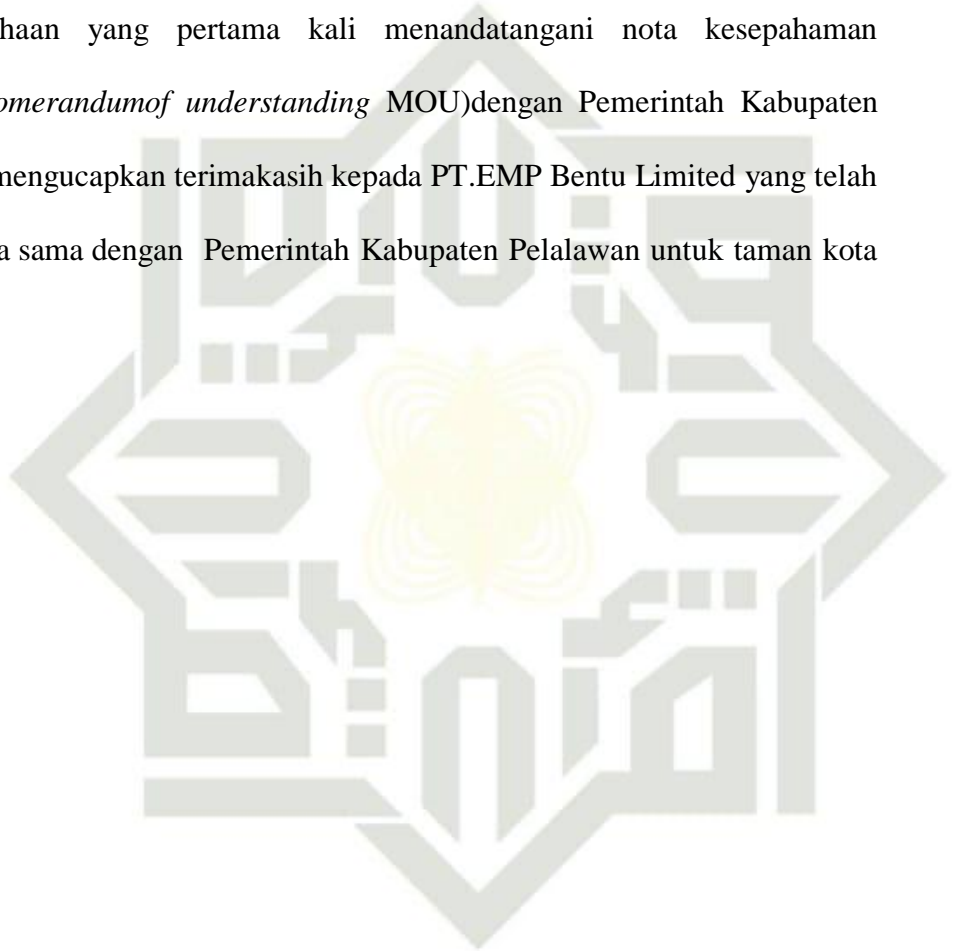 haan yang pertama kali menandatangani nota kesepahaman
omerandumof understanding MOU)dengan Pemerintah Kabupaten
mengucapkan terimakasih kepada PT.EMP Bentu Limited yang telah
a sama dengan Pemerintah Kabupaten Pelalawan untuk taman kota